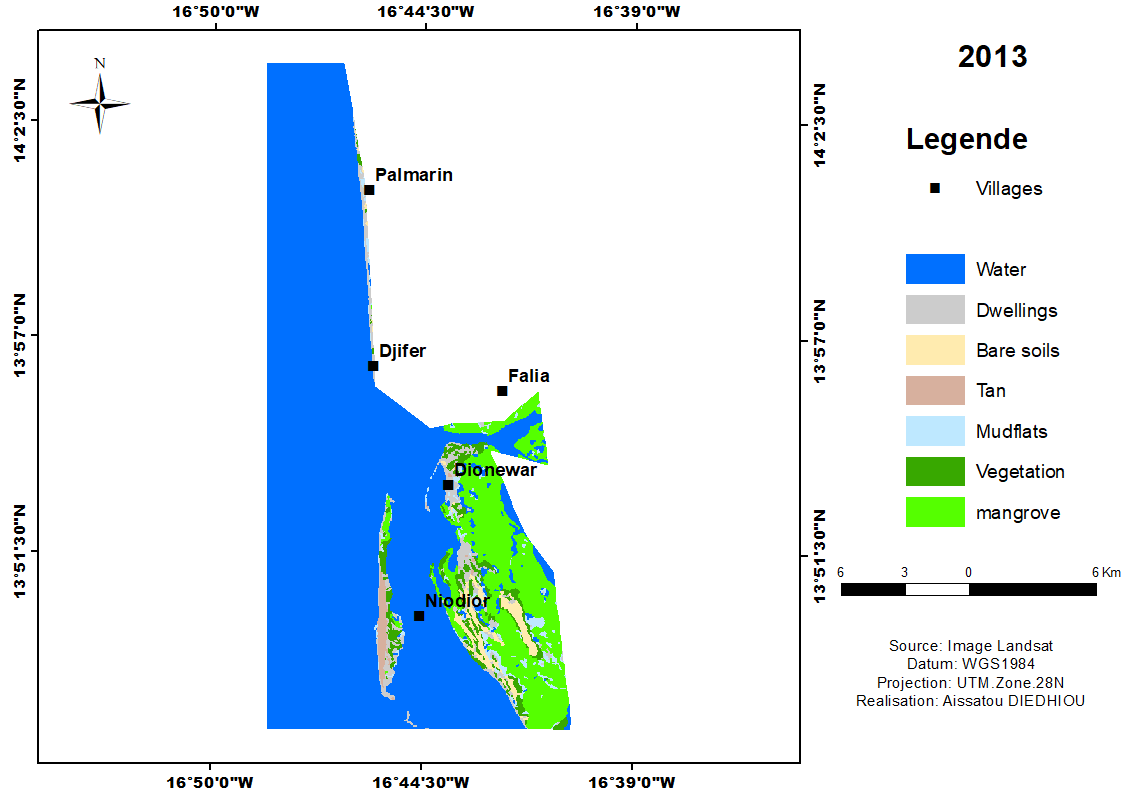 16°50'0"W 16°44'30"W 16°39'0"W
2013
N
14°2'30"N
14°2'30"N
Legende
Palmarin
Villages
Water
Dwellings
13°57'0"N
13°57'0"N
Djifer
Bare soils
Falia
Tan
Mudflats
Dionewar
Vegetation
mangrove
13°51'30"N
13°51'30"N
6 3 0 6 Km
Niodior
Source: Image Landsat
Datum: WGS1984
Projection: UTM.Zone.28N
Realisation: Aissatou DIEDHIOU
16°50'0"W 16°44'30"W 16°39'0"W